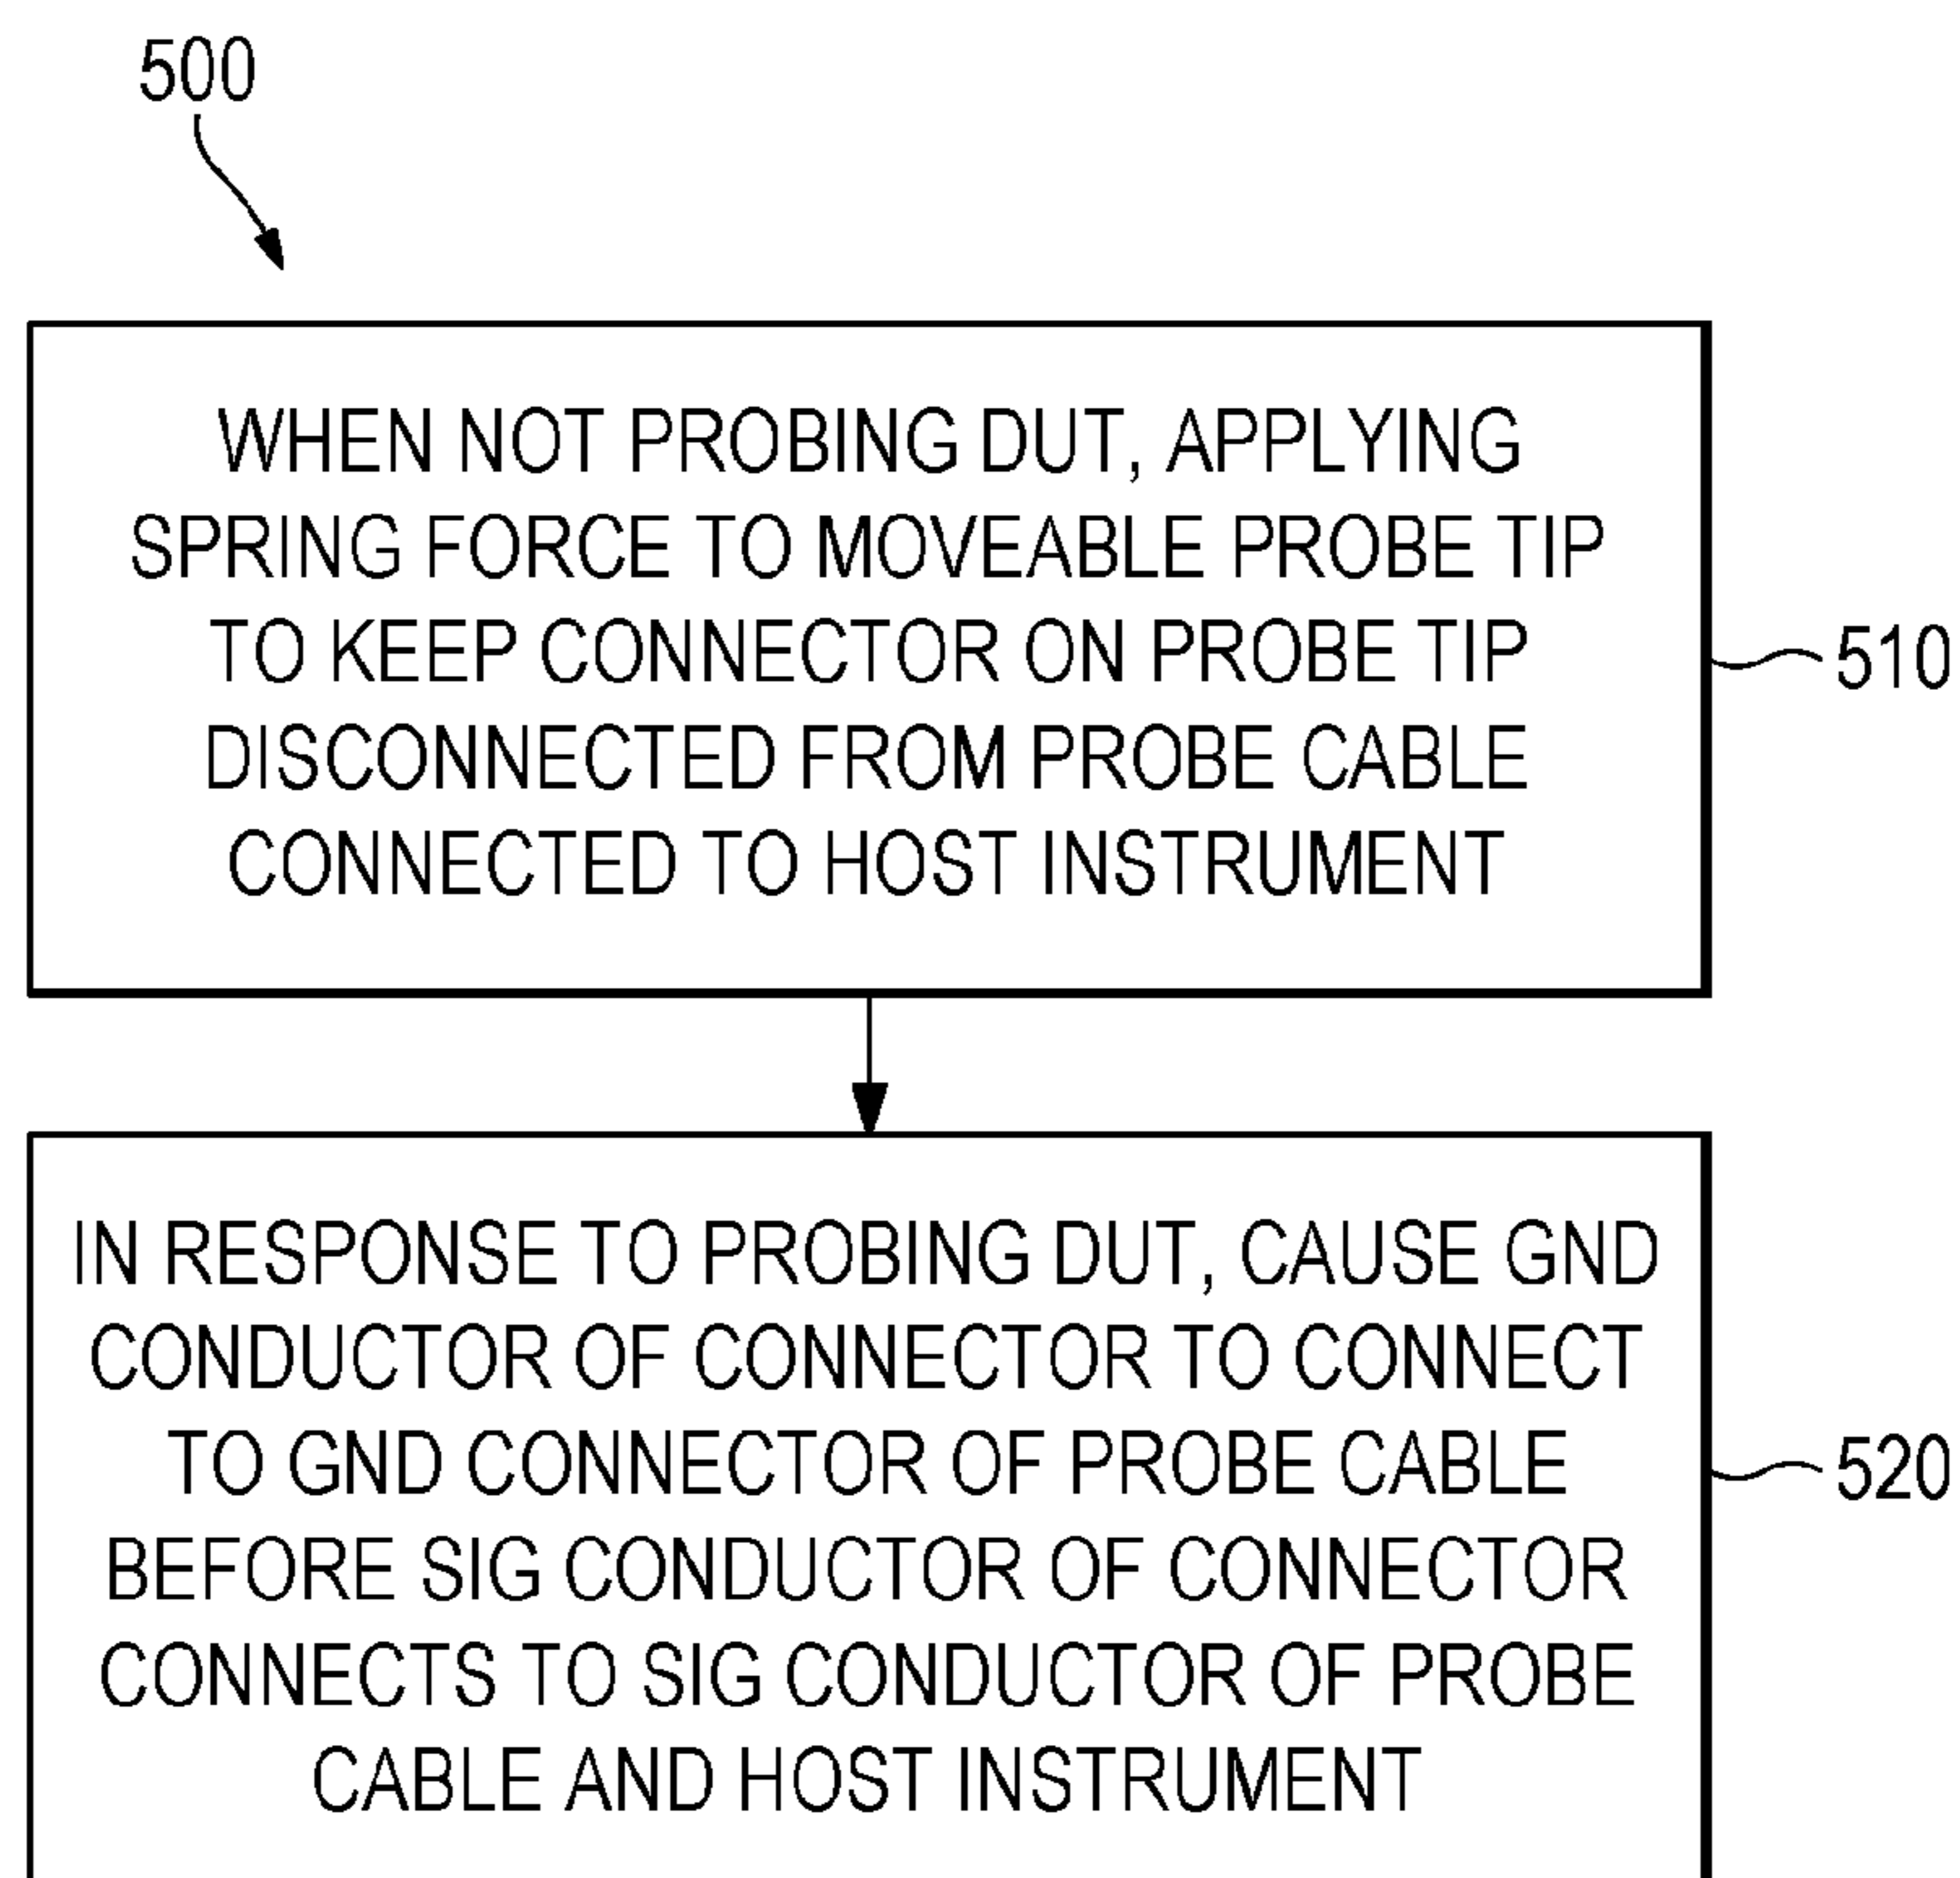 500
WHEN NOT PROBING DUT, APPLYING
SPRING FORCE TO MOVEABLE PROBE TIP
TO KEEP CONNECTOR ON PROBE TIP
DISCONNECTED FROM PROBE CABLE
CONNECTED TO HOST INSTRUMENT
510
IN RESPONSE TO PROBING DUT, CAUSE GND
CONDUCTOR OF CONNECTOR TO CONNECT
TO GND CONNECTOR OF PROBE CABLE
BEFORE SIG CONDUCTOR OF CONNECTOR
CONNECTS TO SIG CONDUCTOR OF PROBE
CABLE AND HOST INSTRUMENT
520